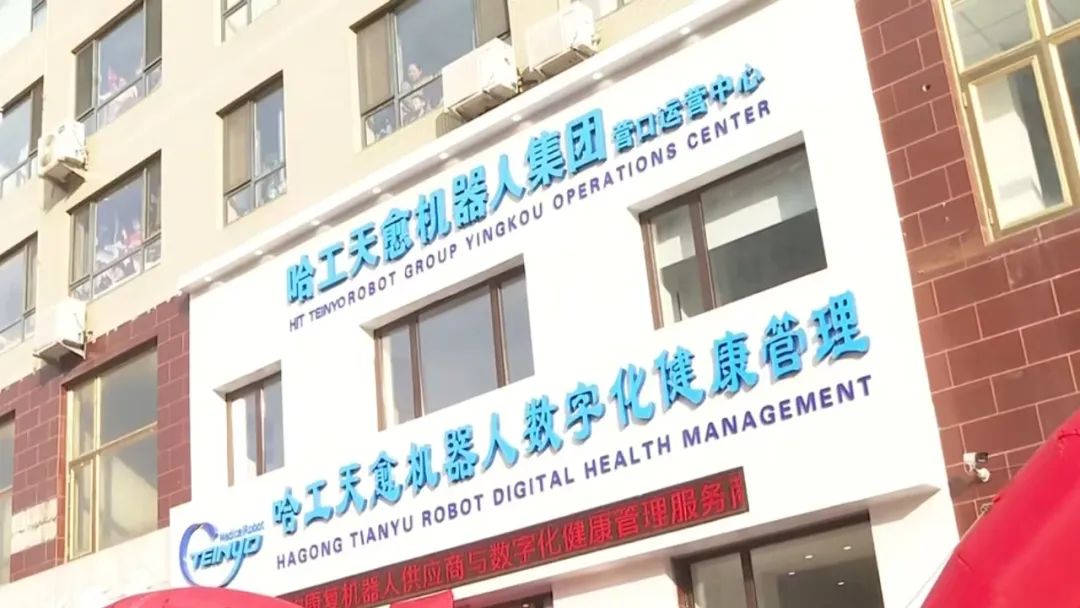 哈工天愈机器人集团 营口运营中心
HIT TEINYOROBOT GROUP YINGKOU OPERATIONS CENTER
哈工天愈机器人数字化健康管理
HAGONG TIANYU ROBOT DIGITAL HEALTH MANAGEMENT
Medical Robot
TEINYO
康复机器人供应商与数字化健康管理服务商